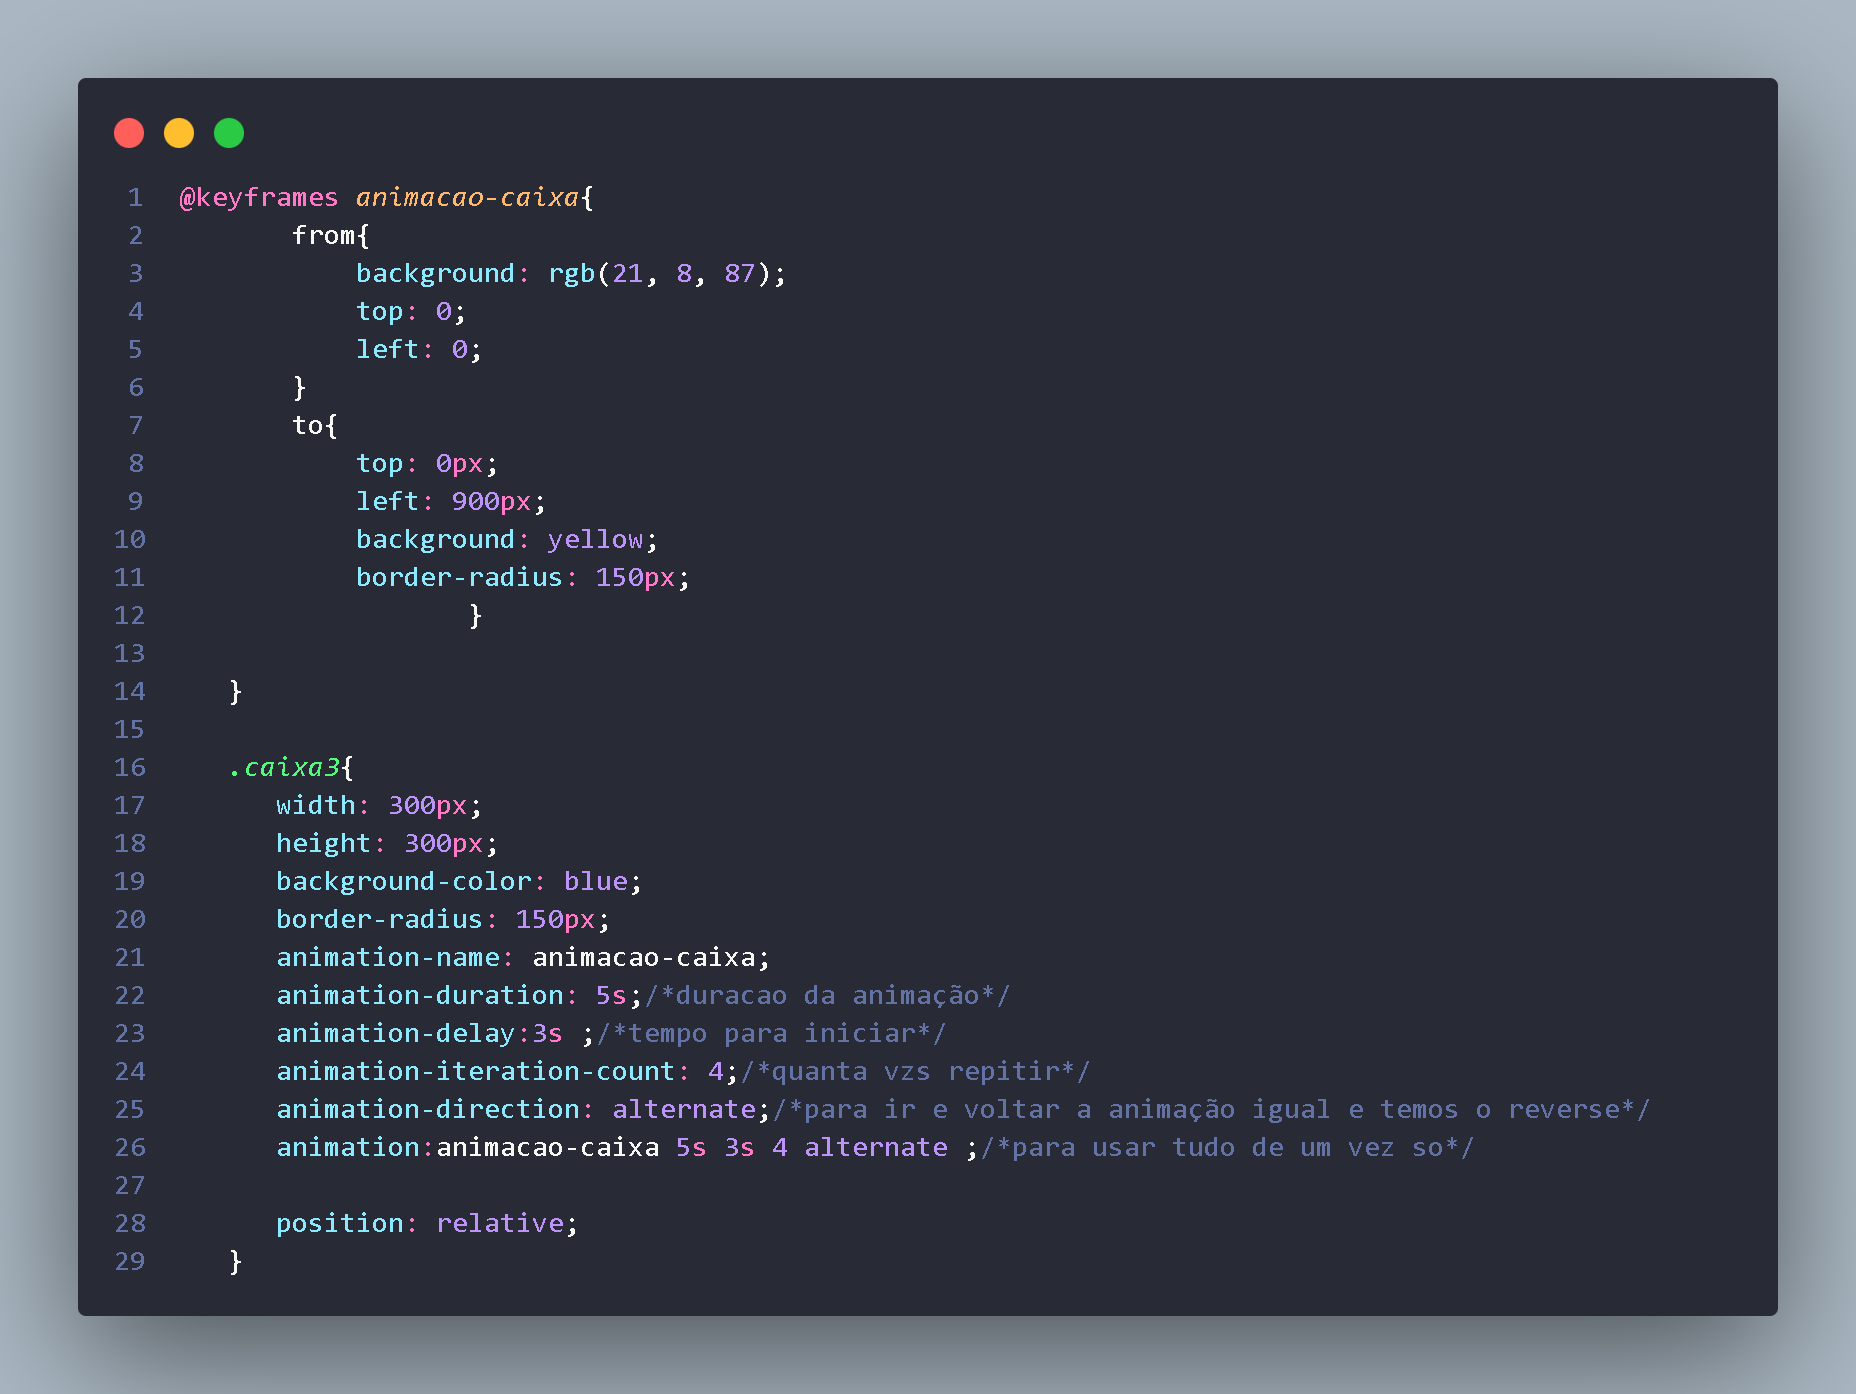 1 @keyframes animacao-caixa{
2 from{
3 background: rgb(21, 8, 87);
4 top: 0;
5 left: 0;
6 }
7 to{
8 top: 0px;
9 left: 900px;
10 background: yellow;
11 border-radius: 150px;
12 }
13
14 }
15
16 .caixa3{
17 width: 300px;
18 height: 300px;
19 background-color: blue;
20 border-radius: 150px;
21 animation-name: animacao-caixa;
22 animation-duration: 5s;/*duracao da animação*/
23 animation-delay:3s ;/*tempo para iniciar*/
24 animation-iteration-count: 4;/*quanta vzs repitir*/
25 animation-direction: alternate;/*para ir e voltar a animação igual e temos o reverse*/
26 animation:animacao-caixa 5s 3s 4 alternate ;/*para usar tudo de um vez so*/
27
28 position: relative;
29 }